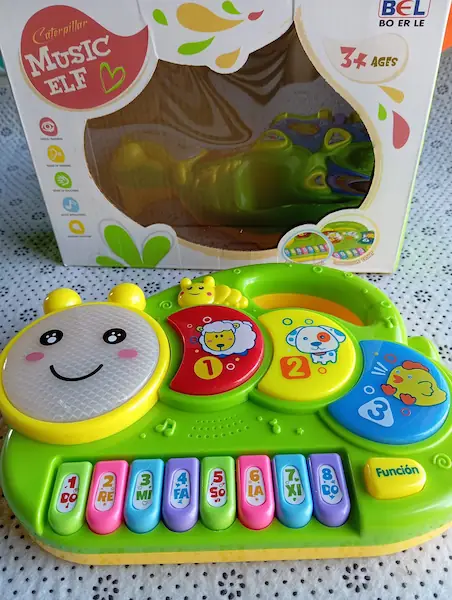 Caterpillar
MUSIC
ELF
BEL
BO ER LE
3+ AGES
1
2
3
Función
1
DO
2
RE
3
MI
4
FA
5
SO
6
LA
7
XI
8
DO